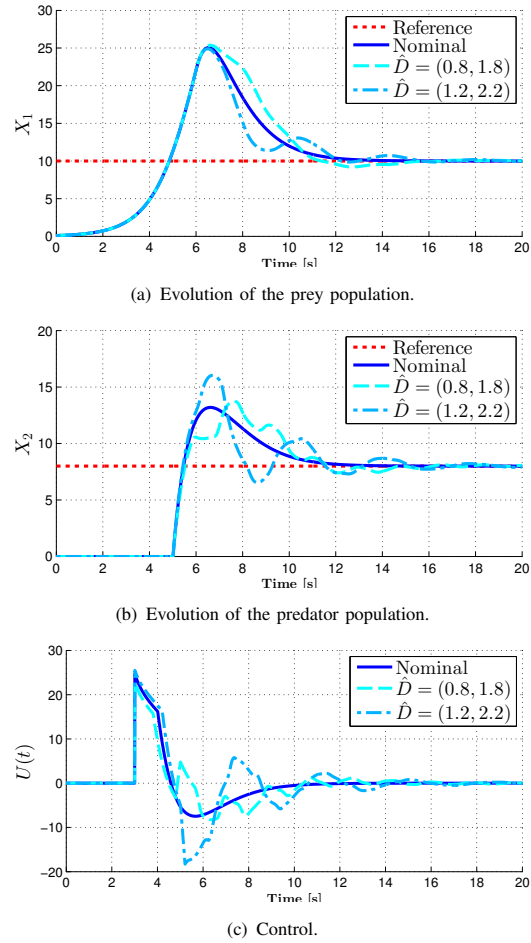 30
25
20
15
10
5
0
X₁
Reference
Nominal
D̂ = (0.8, 1.8)
D̂ = (1.2, 2.2)
0 2 4 6 8 10 12 14 16 18 20
Time [s]
(a) Evolution of the prey population.
20
15
10
5
0
X₂
Reference
Nominal
D̂ = (0.8, 1.8)
D̂ = (1.2, 2.2)
0 2 4 6 8 10 12 14 16 18 20
Time [s]
(b) Evolution of the predator population.
30
20
10
0
−10
−20
U(t)
Nominal
D̂ = (0.8, 1.8)
D̂ = (1.2, 2.2)
0 2 4 6 8 10 12 14 16 18 20
Time [s]
(c) Control.